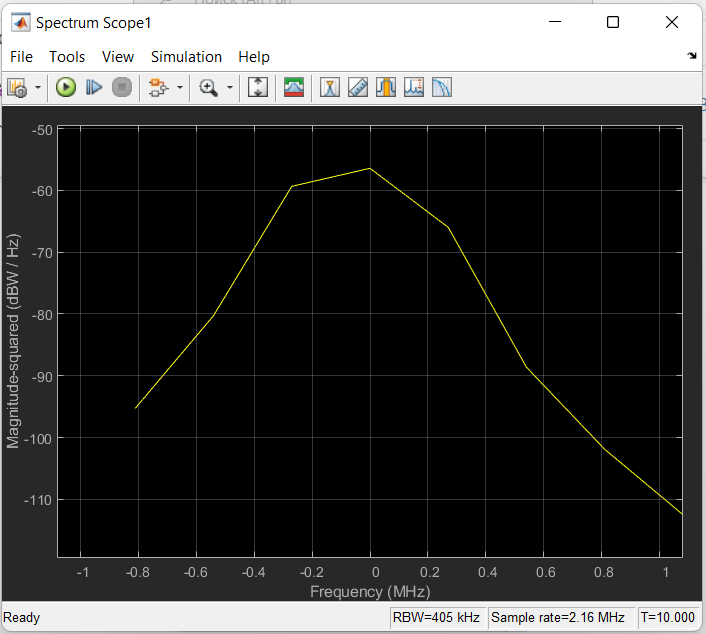 Spectrum Scope1
File Tools View Simulation Help
-50
-60
-70
-80
-90
-100
-110
Magnitude-squared (dBW / Hz)
-1 -0.8 -0.6 -0.4 -0.2 0 0.2 0.4 0.6 0.8 1
Frequency (MHz)
Ready RBW=405 kHz Sample rate=2.16 MHz T=10.000